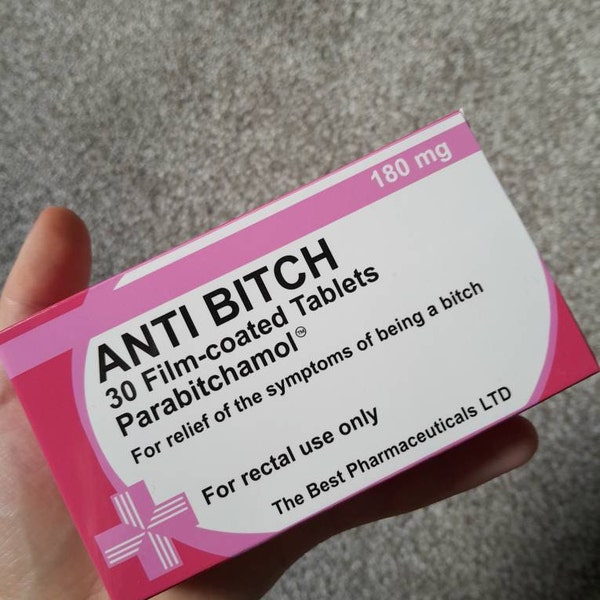 180 mg
ANTI BITCH
30 Film-coated Tablets
Parabitchamol™
For relief of the symptoms of being a bitch
For rectal use only
The Best Pharmaceuticals LTD